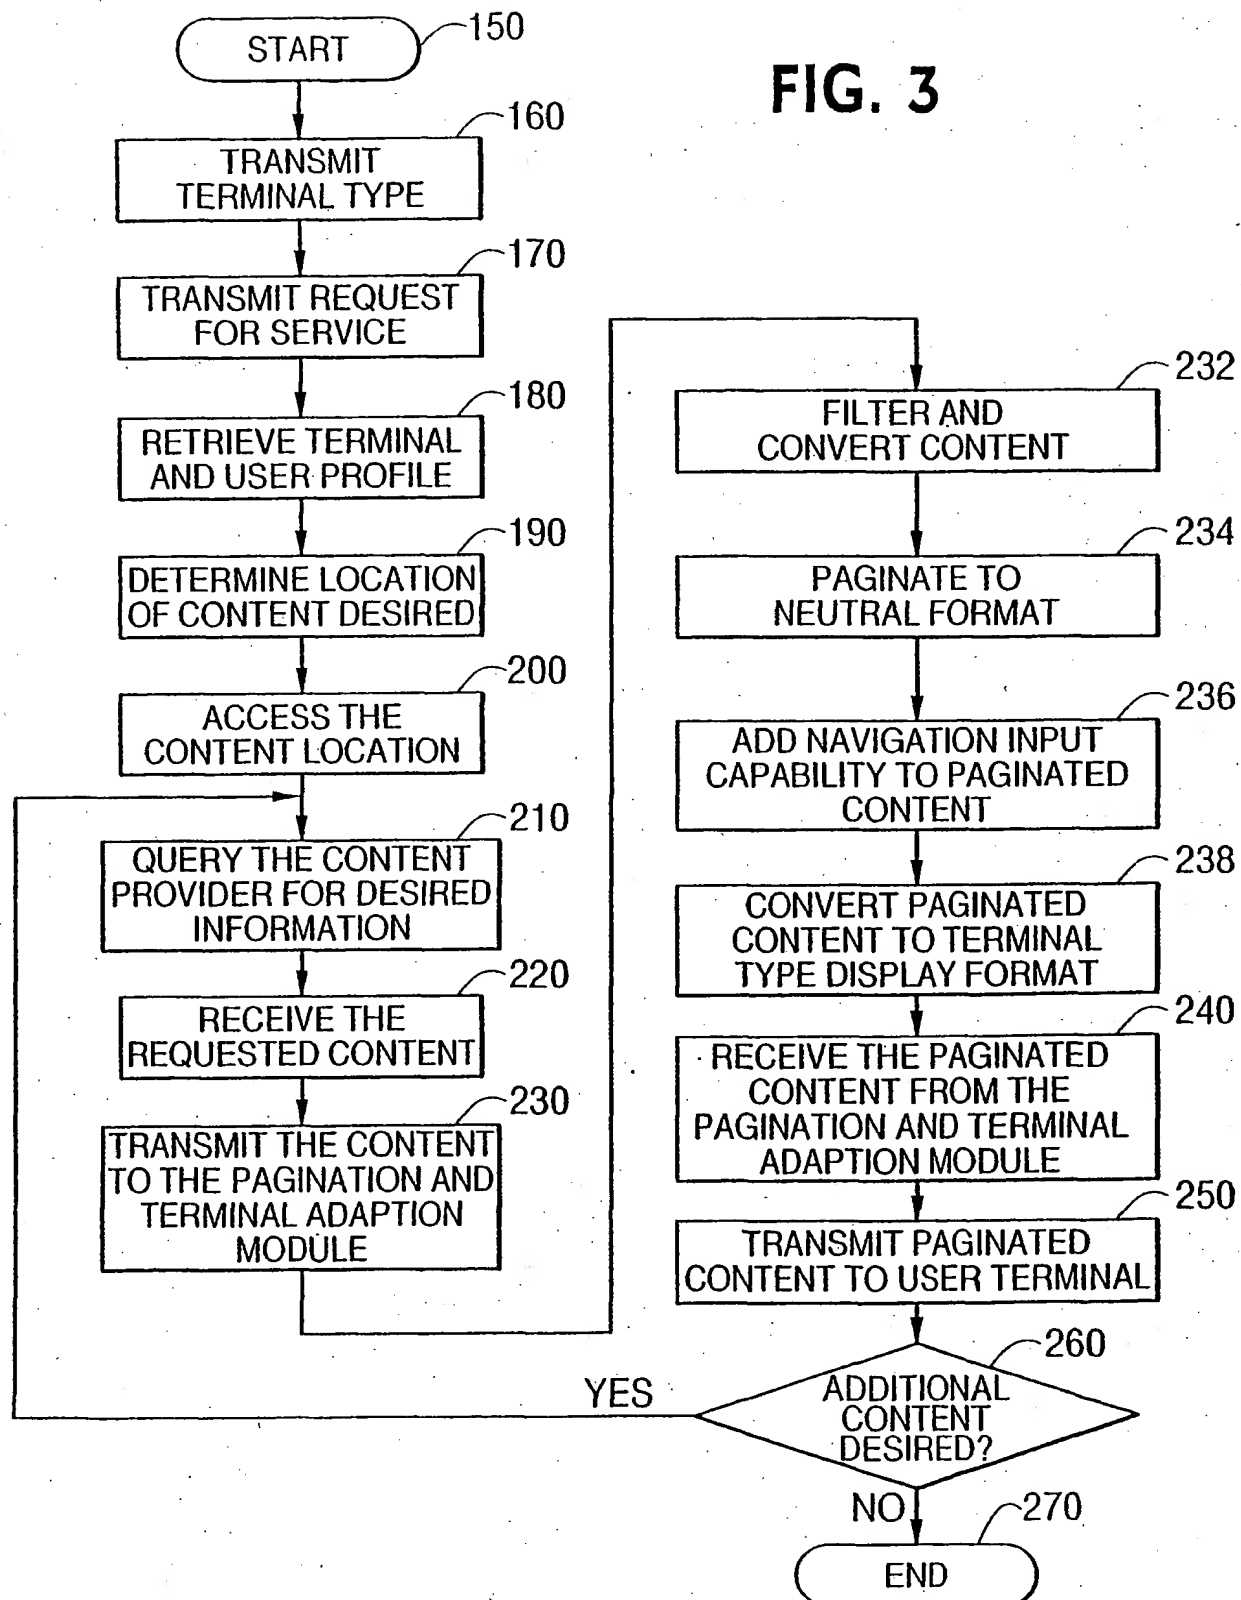 START
150
FIG. 3
160
TRANSMIT
TERMINAL TYPE
170
TRANSMIT REQUEST
FOR SERVICE
180
RETRIEVE TERMINAL
AND USER PROFILE
190
DETERMINE LOCATION
OF CONTENT DESIRED
200
ACCESS THE
CONTENT LOCATION
210
QUERY THE CONTENT
PROVIDER FOR DESIRED
INFORMATION
220
RECEIVE THE
REQUESTED CONTENT
230
TRANSMIT THE CONTENT
TO THE PAGINATION AND
TERMINAL ADAPTION
MODULE
232
FILTER AND
CONVERT CONTENT
234
PAGINATE TO
NEUTRAL FORMAT
236
ADD NAVIGATION INPUT
CAPABILITY TO PAGINATED
CONTENT
238
CONVERT PAGINATED
CONTENT TO TERMINAL
TYPE DISPLAY FORMAT
240
RECEIVE THE PAGINATED
CONTENT FROM THE
PAGINATION AND TERMINAL
ADAPTION MODULE
250
TRANSMIT PAGINATED
CONTENT TO USER TERMINAL
260
ADDITIONAL
CONTENT
DESIRED?
YES
NO
270
END